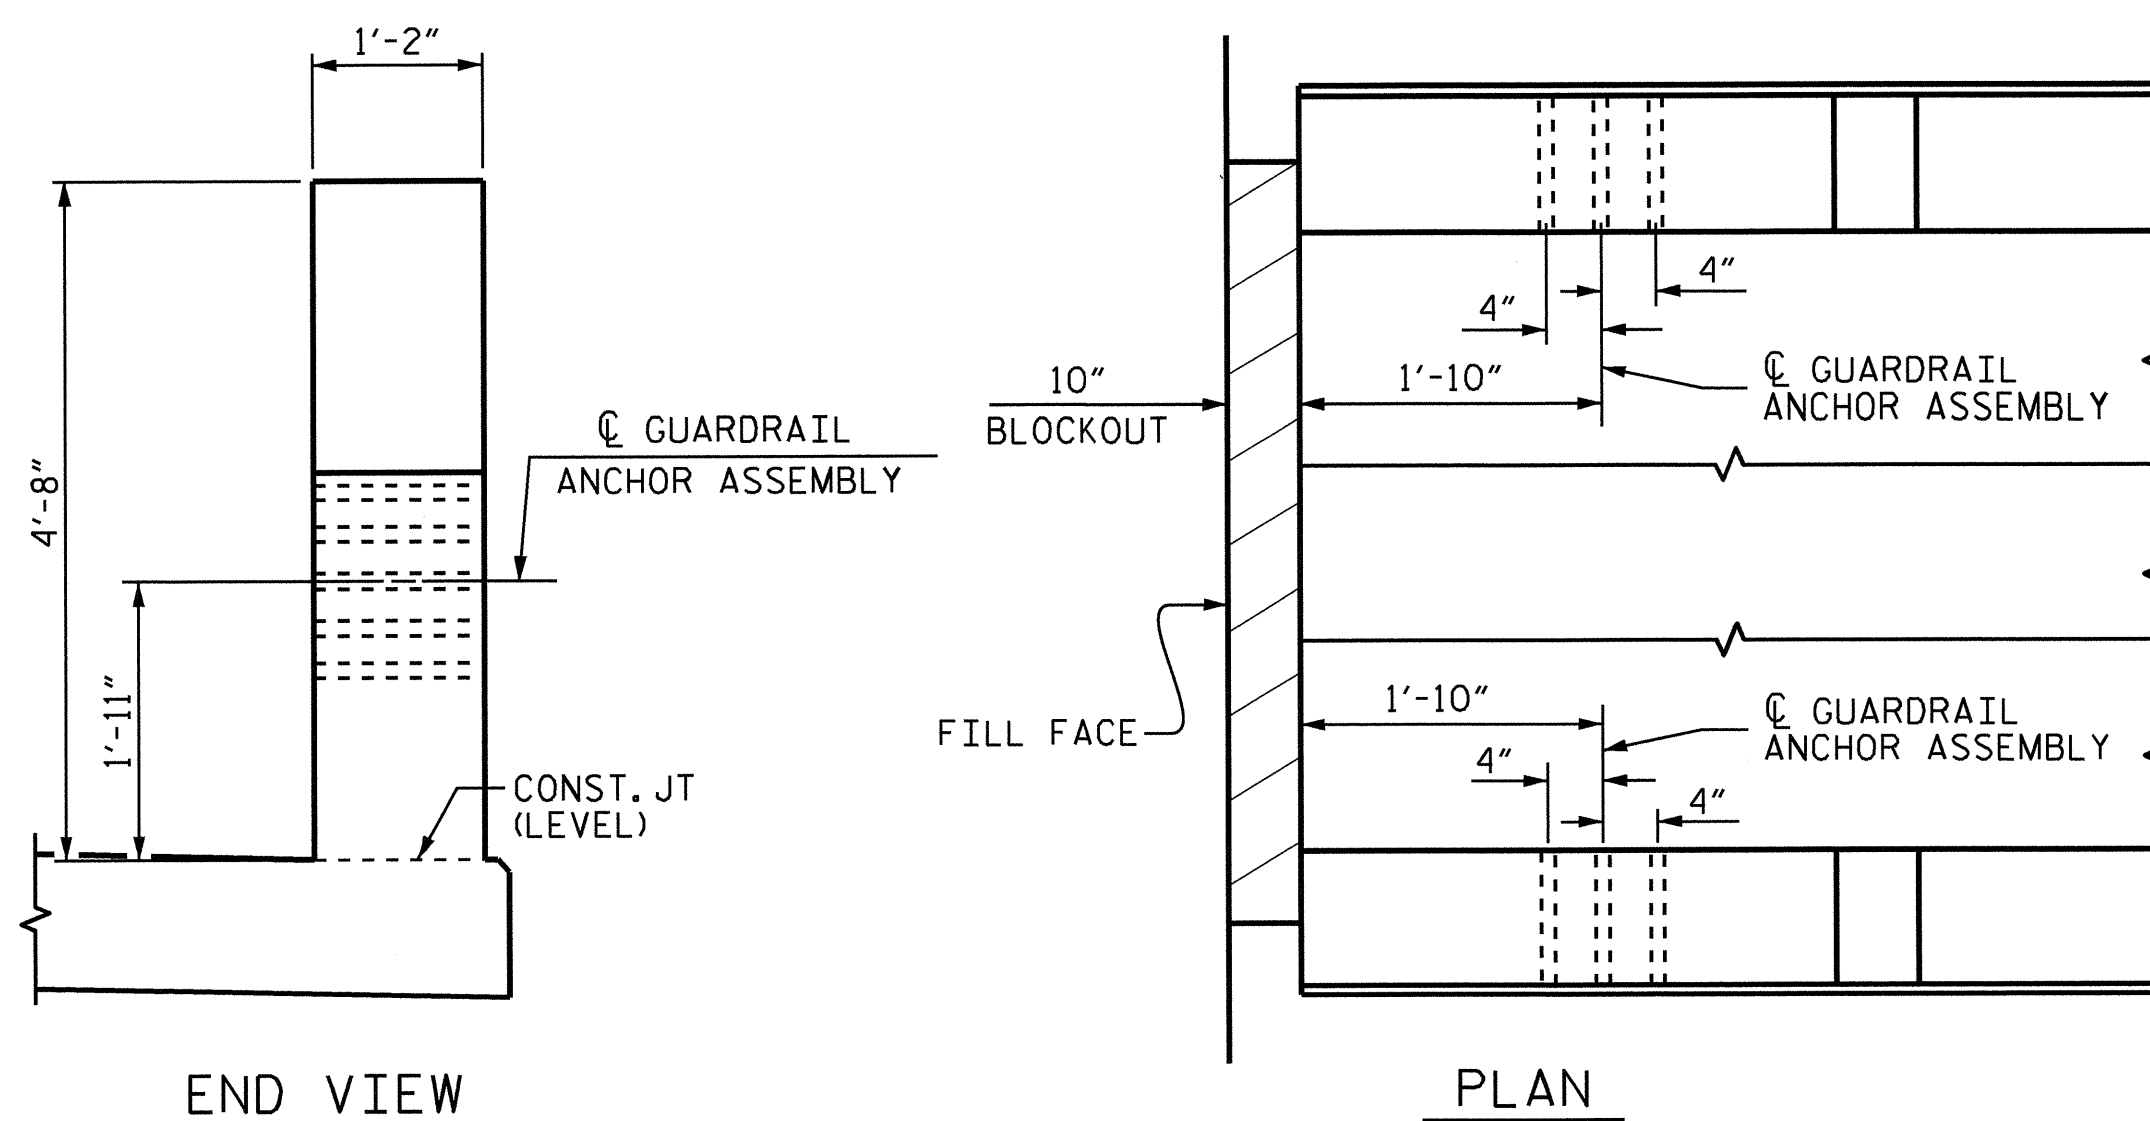 1'-2"
4'-8"
1'-11"
℄ GUARDRAIL
ANCHOR ASSEMBLY
CONST. JT
(LEVEL)
END VIEW
10"
BLOCKOUT
FILL FACE
4"
4"
1'-10"
℄ GUARDRAIL
ANCHOR ASSEMBLY
1'-10"
℄ GUARDRAIL
ANCHOR ASSEMBLY
4"
4"
PLAN